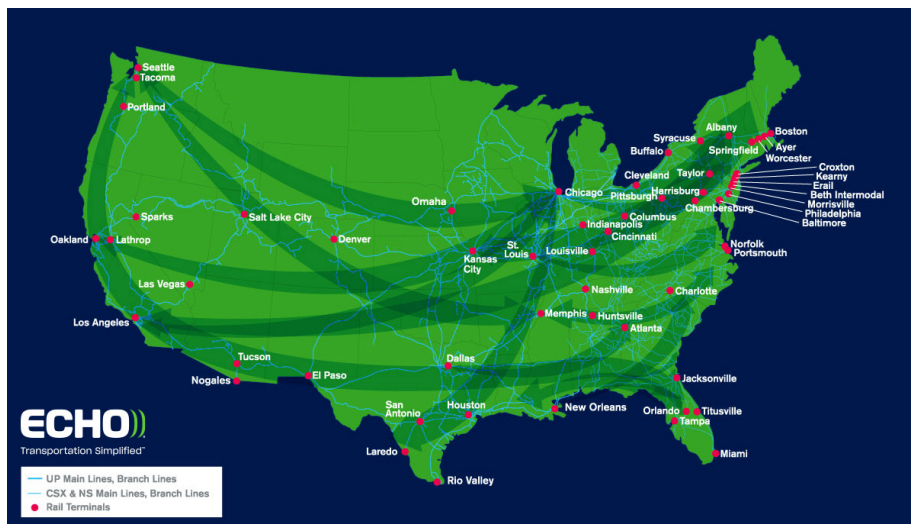 Seattle
Tacoma
Portland
Albany
Boston
Syracuse
Ayer
Buffalo
Springfield
Worcester
Croxton
Cleveland
Taylor
Kearny
Chicago
Pittsburgh
Harrisburg
Erail
Beth Intermodal
Omaha
Chambersburg
Morrisville
Sparks
Salt Lake City
Columbus
Philadelphia
Indianapolis
Baltimore
Oakland
Lathrop
Denver
Cincinnati
St.
Louis
Louisville
Norfolk
Portsmouth
Kansas
City
Las Vegas
Nashville
Charlotte
Los Angeles
Memphis
Huntsville
Atlanta
Tucson
Dallas
Nogales
El Paso
Jacksonville
San
Antonio
Houston
New Orleans
Orlando
Titusville
Tampa
ECHO
Transportation Simplified™
Laredo
Miami
Rio Valley
UP Main Lines, Branch Lines
CSX & NS Main Lines, Branch Lines
Rail Terminals